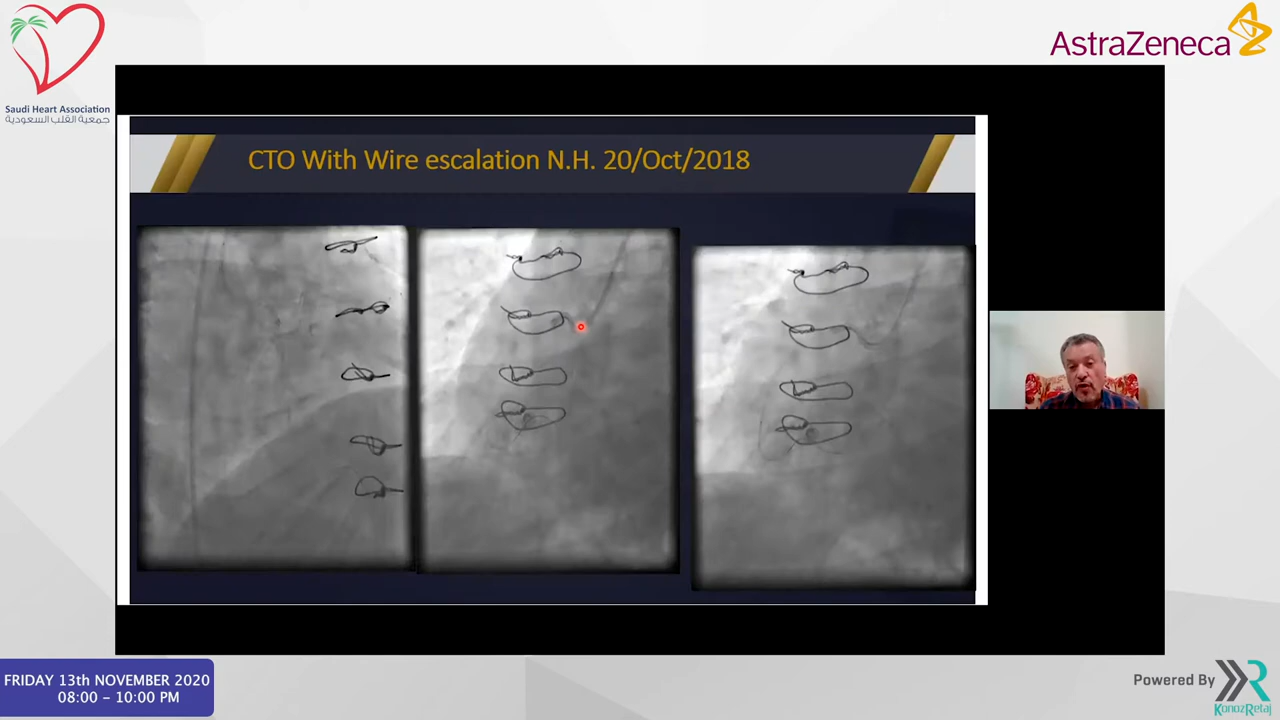 Saudi Heart Association
جمعية القلب السعودية
AstraZeneca
CTO With Wire escalation N.H. 20/Oct/2018
FRIDAY 13th NOVEMBER 2020
08:00 – 10:00 PM
Powered By
KonozRetaj